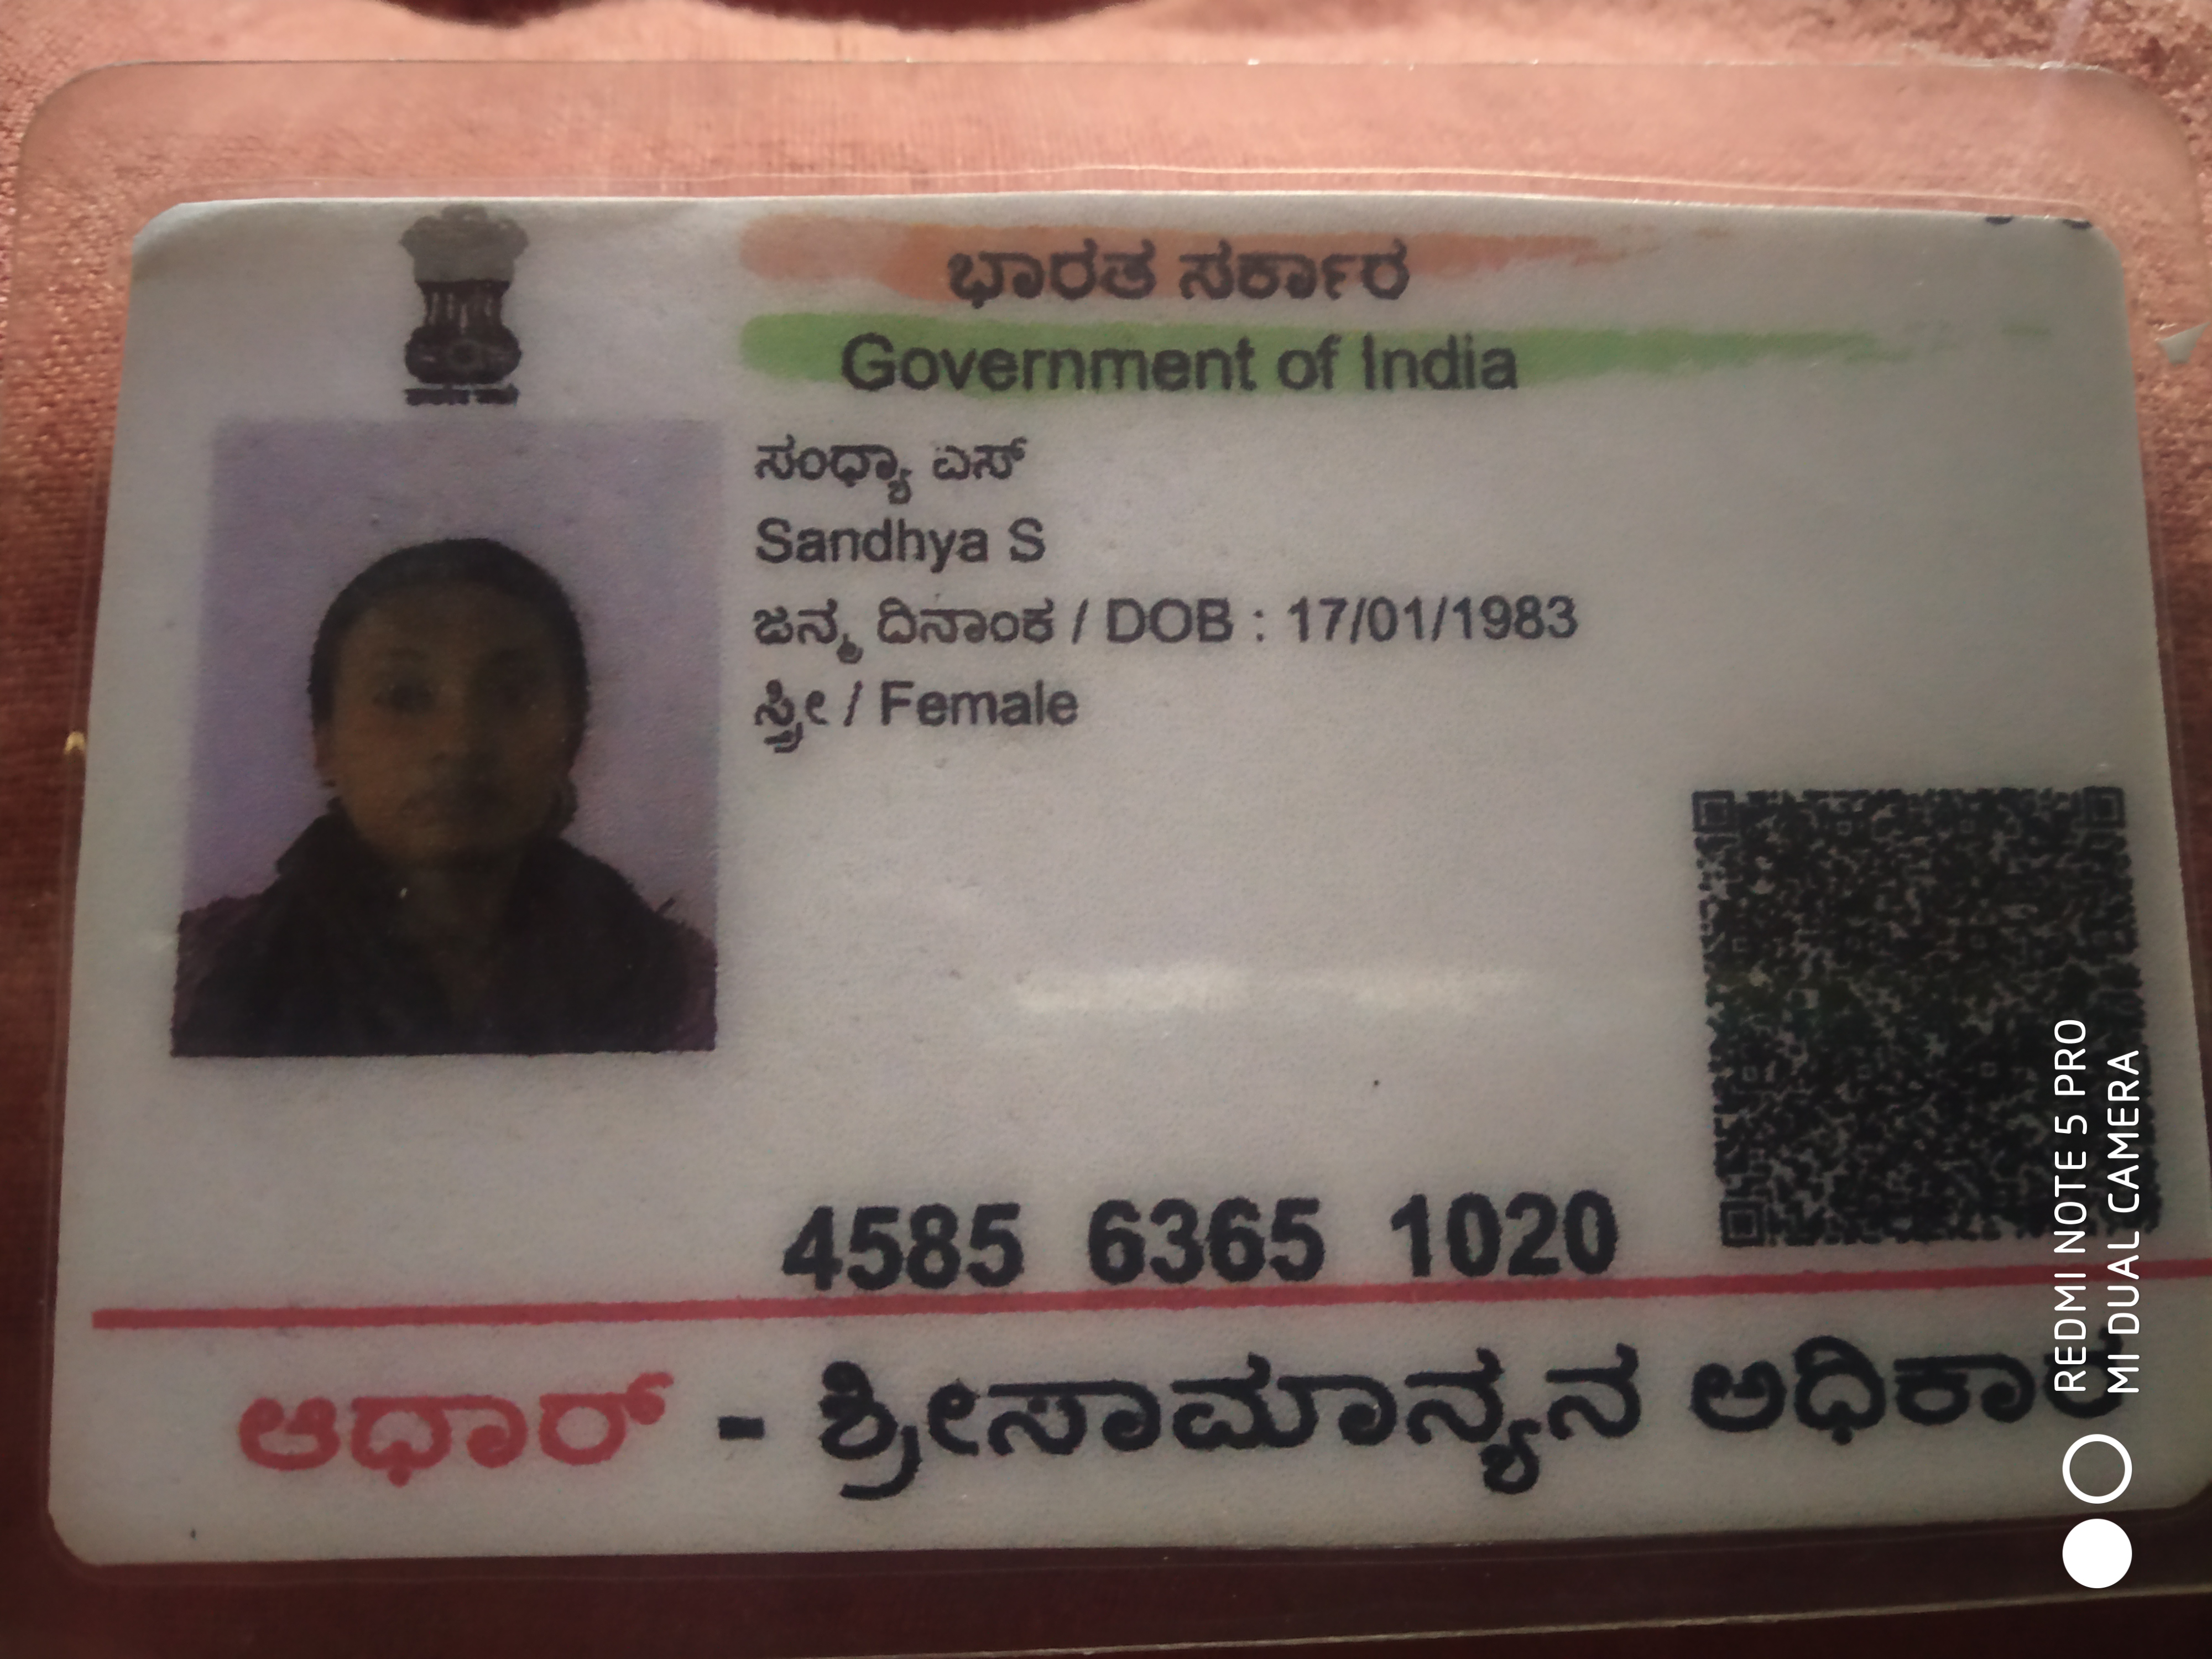 ಭಾರತ ಸರ್ಕಾರ
Government of India
ಸಂಧ್ಯಾ ಎಸ್
Sandhya S
ಜನ್ಮ ದಿನಾಂಕ / DOB : 17/01/1983
ಸ್ತ್ರೀ / Female
4585 6365 1020
ಆಧಾರ್ - ಶ್ರೀಸಾಮಾನ್ಯನ ಅಧಿಕಾರ
REDMI NOTE 5 PRO
MI DUAL CAMERA